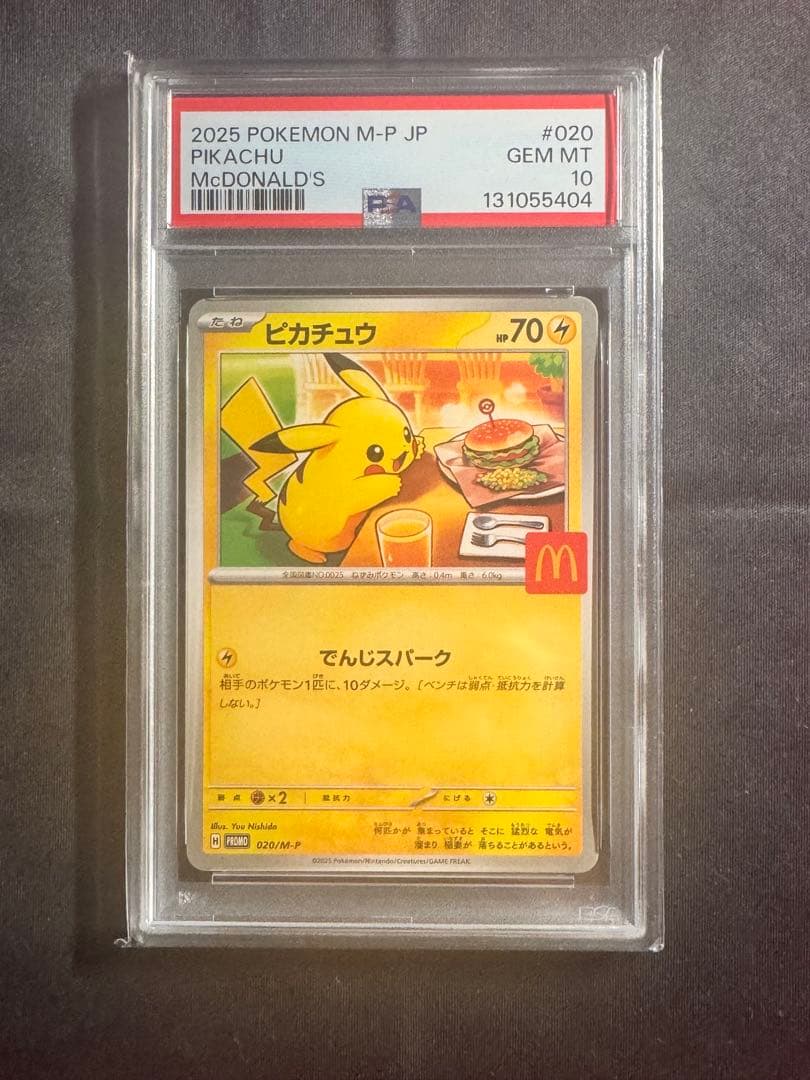 2025 POKEMON M-P JP #020
PIKACHU GEM MT
McDONALD'S 10
131055404
PSA
たね ピカチュウ HP70
全国図鑑NO.0025 ねずみポケモン 高さ:0.4m 重さ:6.0kg
でんじスパーク
相手のポケモン1匹に、10ダメージ。[ベンチは弱点・抵抗力を計算
しない。]
弱点 ×2 抵抗力 にげる
Illus. Yuu Nishida
何匹かが 集まっていると そこに 猛烈な 電気が
溜まり 稲妻が 落ちることがあるという。
H PROMO 020/M-P
©2025 Pokémon/Nintendo/Creatures/GAME FREAK.